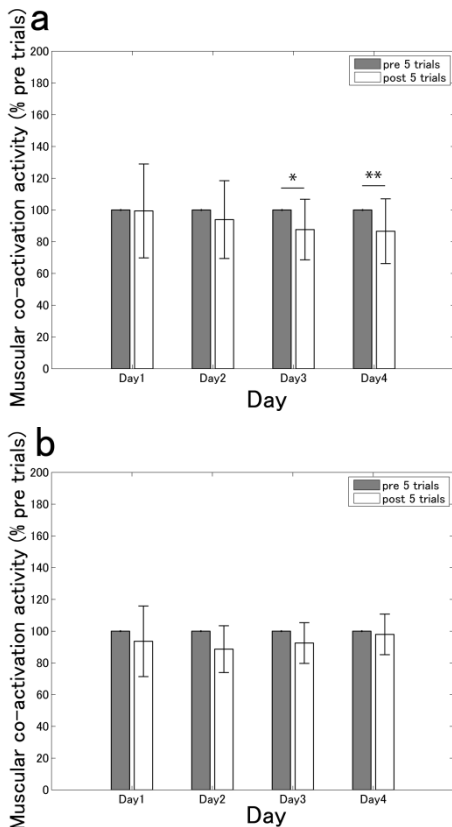 a
Muscular co-activation activity (% pre trials)
200
180
160
140
120
100
80
60
40
20
0
pre 5 trials
post 5 trials
*
**
Day1 Day2 Day3 Day4
Day
b
Muscular co-activation activity (% pre trials)
200
180
160
140
120
100
80
60
40
20
0
pre 5 trials
post 5 trials
Day1 Day2 Day3 Day4
Day